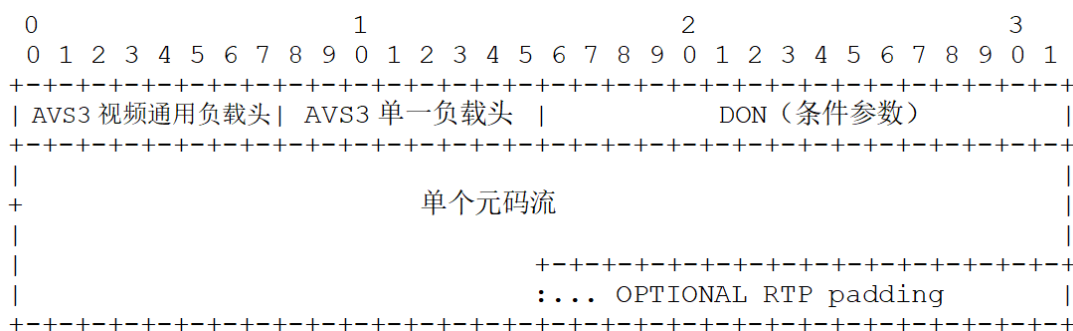 0                   1                   2                   3
0 1 2 3 4 5 6 7 8 9 0 1 2 3 4 5 6 7 8 9 0 1 2 3 4 5 6 7 8 9 0 1
+-+-+-+-+-+-+-+-+-+-+-+-+-+-+-+-+-+-+-+-+-+-+-+-+-+-+-+-+-+-+-+-+
| AVS3 视频通用负载头| AVS3 单一负载头 | DON（条件参数） |
+-+-+-+-+-+-+-+-+-+-+-+-+-+-+-+-+-+-+-+-+-+-+-+-+-+-+-+-+-+-+-+-+
| |
+ 单个元码流 |
| |
| +-+-+-+-+-+-+-+-+-+-+-+-+-+-+-+-+
| :... OPTIONAL RTP padding |
+-+-+-+-+-+-+-+-+-+-+-+-+-+-+-+-+-+-+-+-+-+-+-+-+-+-+-+-+-+-+-+-+